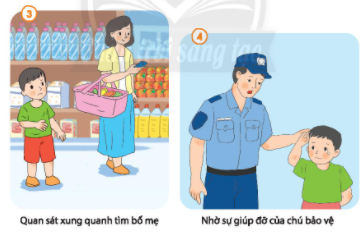 3
4
Quan sát xung quanh tìm bố mẹ
Nhờ sự giúp đỡ của chú bảo vệ